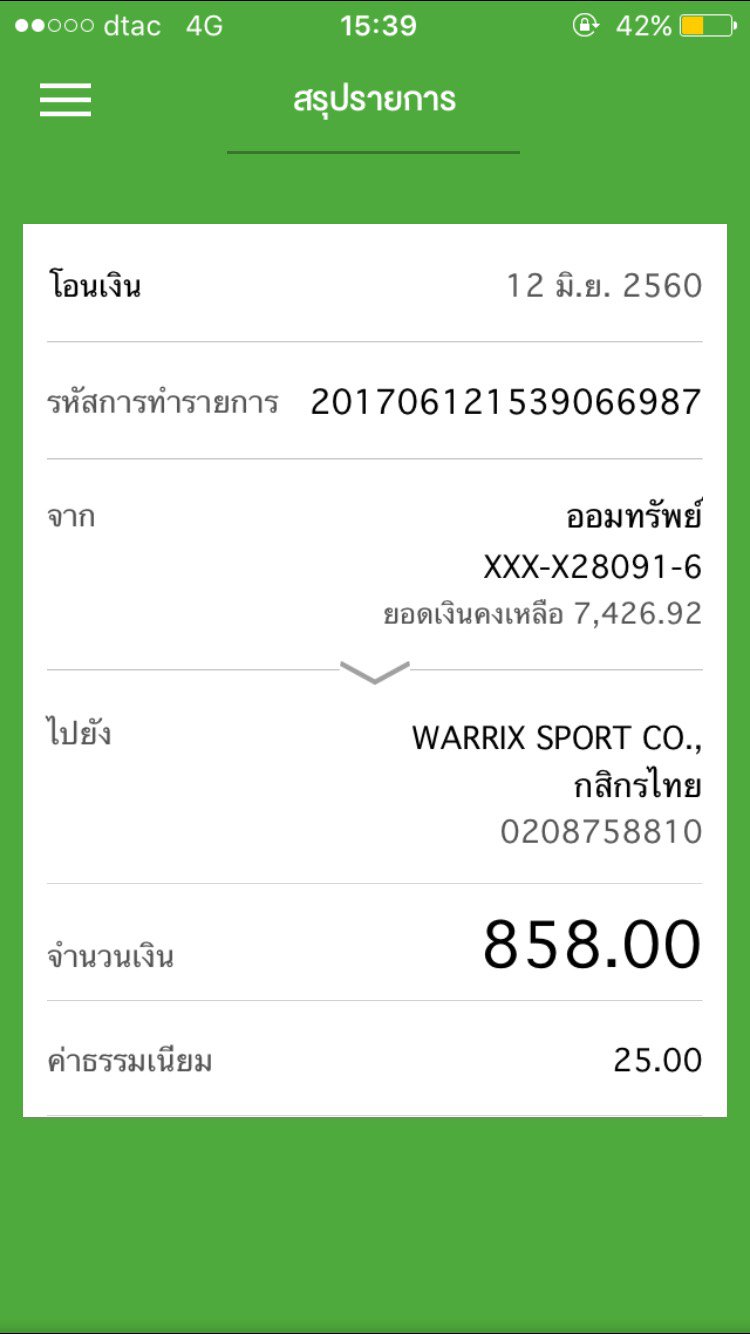 dtac 4G 15:39 42%
สรุปรายการ
โอนเงิน 12 มิ.ย. 2560
รหัสการทำรายการ 201706121539066987
จาก ออมทรัพย์
XXX-X28091-6
ยอดเงินคงเหลือ 7,426.92
ไปยัง WARRIX SPORT CO.,
กสิกรไทย
0208758810
จำนวนเงิน 858.00
ค่าธรรมเนียม 25.00